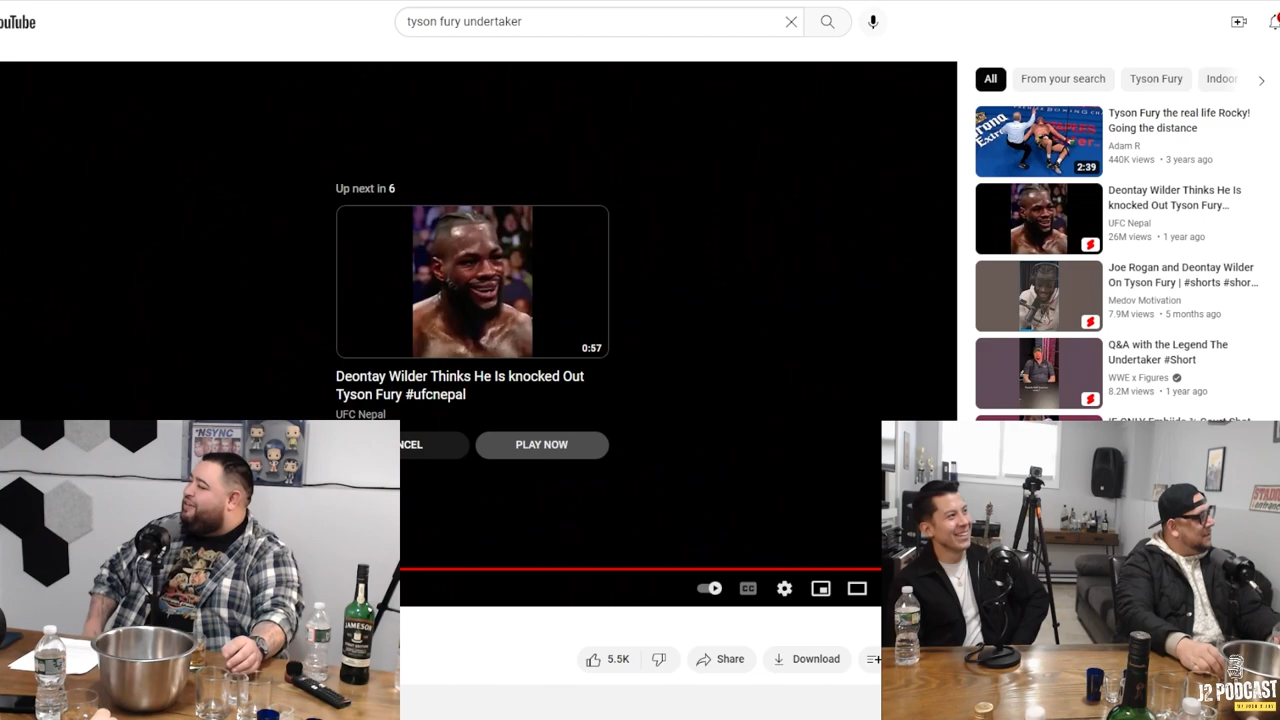 ouTube
tyson fury undertaker
All
From your search
Tyson Fury
Indoor
Tyson Fury the real life Rocky!
Going the distance
Adam R
440K views • 3 years ago
2:39
Deontay Wilder Thinks He Is
knocked Out Tyson Fury…
UFC Nepal
26M views • 1 year ago
Joe Rogan and Deontay Wilder
On Tyson Fury | #shorts #shor…
Medov Motivation
7.9M views • 5 months ago
Q&A with the Legend The
Undertaker #Short
WWE x Figures
8.2M views • 1 year ago
Up next in 6
0:57
Deontay Wilder Thinks He Is knocked Out
Tyson Fury #ufcnepal
UFC Nepal
NCEL
PLAY NOW
CC
5.5K
Share
Download
*NSYNC
JAMESON
J2 PODCAST